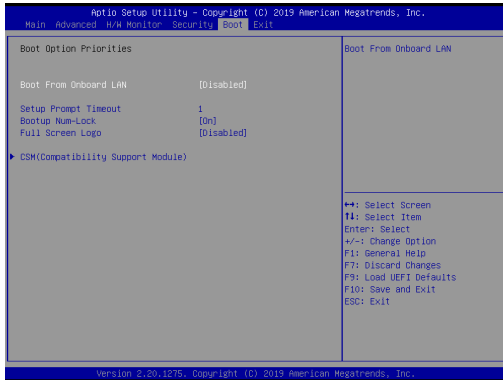 Aptio Setup Utility – Copyright (C) 2019 American Megatrends, Inc.
Main Advanced H/W Monitor Security Boot Exit
Boot Option Priorities
Boot From Onboard LAN [Disabled]
Setup Prompt Timeout 1
Bootup Num-Lock [On]
Full Screen Logo [Disabled]
CSM(Compatibility Support Module)
Boot From Onboard LAN
↔: Select Screen
↑↓: Select Item
Enter: Select
+/-: Change Option
F1: General Help
F7: Discard Changes
F9: Load UEFI Defaults
F10: Save and Exit
ESC: Exit
Version 2.20.1275. Copyright (C) 2019 American Megatrends, Inc.